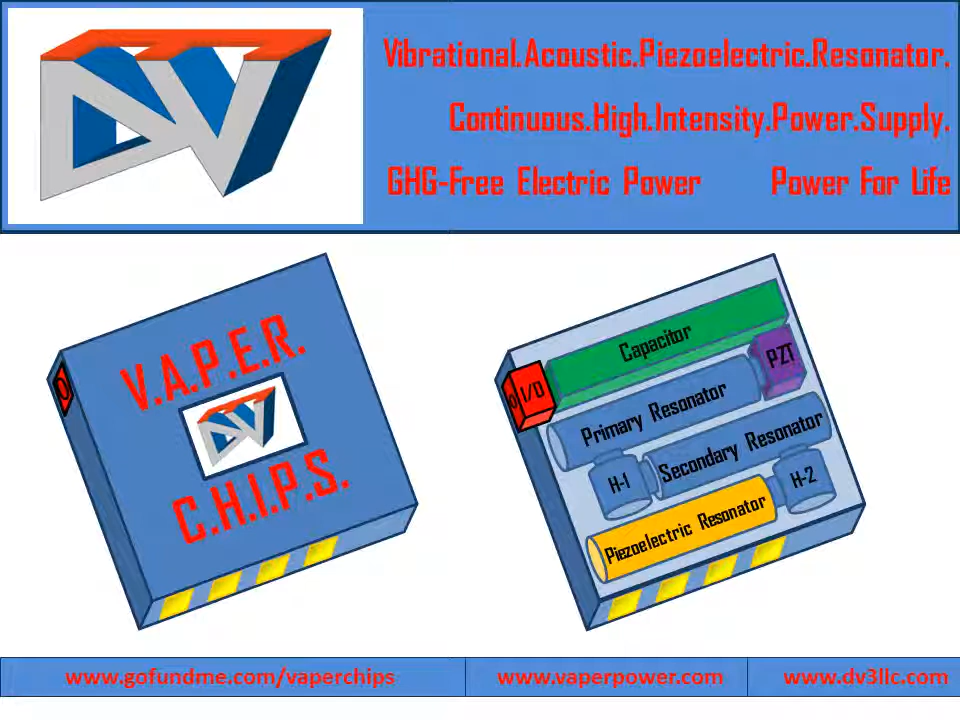 Vibrational.Acoustic.Piezoelectric.Resonator.
Continuous.High.Intensity.Power.Supply.
GHG-Free Electric Power Power For Life
V.A.P.E.R.
C.H.I.P.S.
O
Capacitor
PZT
O
I/O
Primary Resonator
Secondary Resonator
H-1
H-2
Piezoelectric Resonator
www.gofundme.com/vaperchips
www.vaperpower.com
www.dv3llc.com